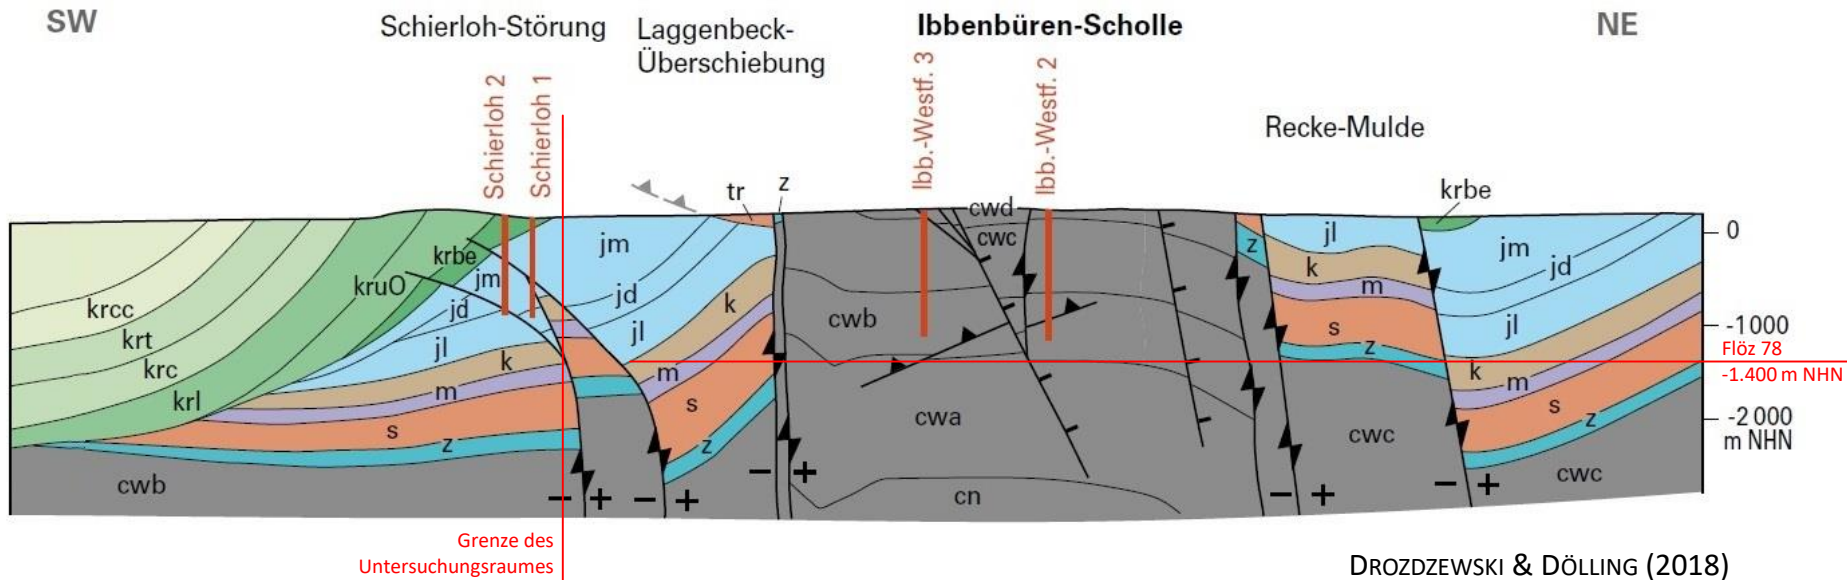 SW
Schierloh-Störung
Laggenbeck-
Überschiebung
Ibbenbüren-Scholle
NE
Schierloh 2
Schierloh 1
Ibb.-Westf. 3
Ibb.-Westf. 2
Recke-Mulde
tr
z
krbe
cwd
cwc
jm
jl
z
k
m
s
z
jm
jd
jl
k
m
s
z
krbe
kruO
jm
jd
jl
k
m
s
z
jd
jl
k
m
s
z
krcc
krt
krc
krl
cwb
cwb
cwa
cn
cwc
cwc
0
-1000
Flöz 78
-1.400 m NHN
-2000
m NHN
− +
− +
− +
− +
− +
Grenze des
Untersuchungsraumes
DROZDZEWSKI & DÖLLING (2018)